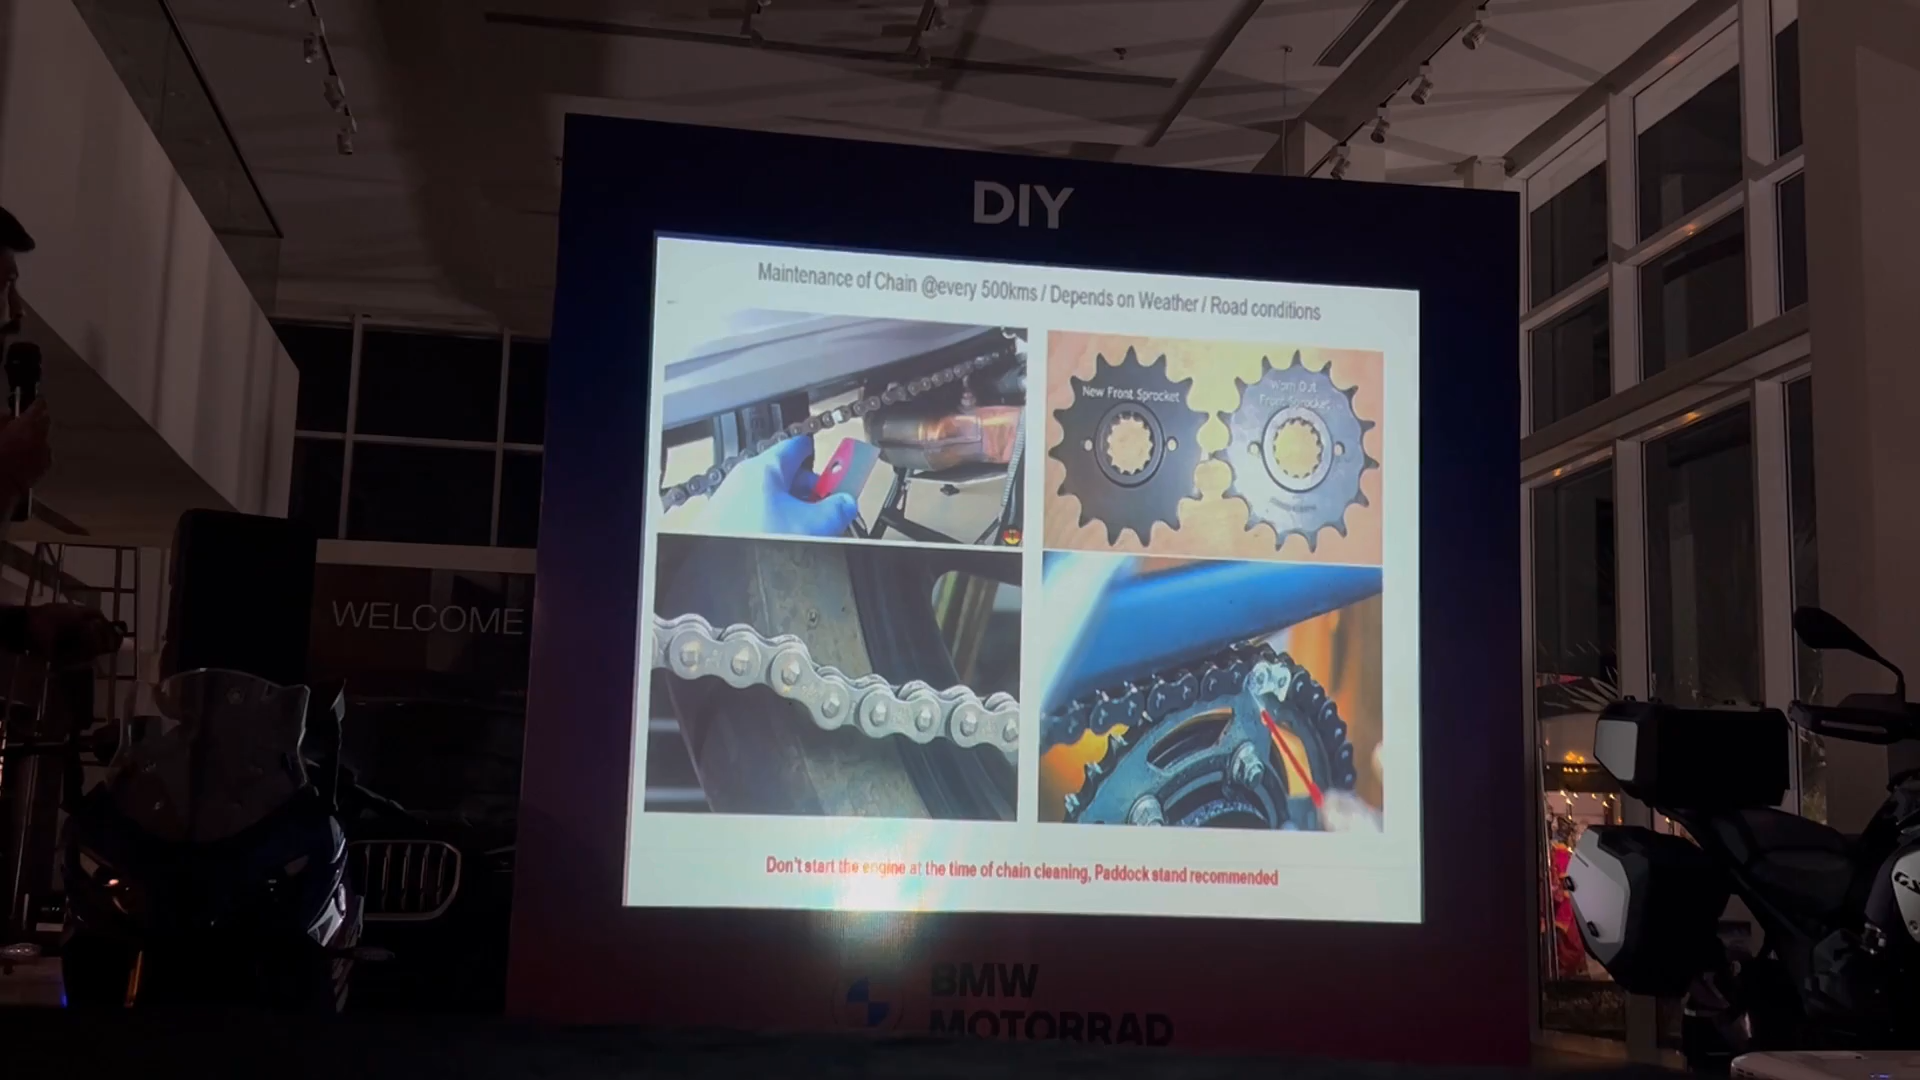 DIY
Maintenance of Chain @every 500kms / Depends on Weather / Road conditions
New Front Sprocket
Worn Out
Front Sprocket
Don't start the engine at the time of chain cleaning, Paddock stand recommended
WELCOME
BMW
MOTORRAD